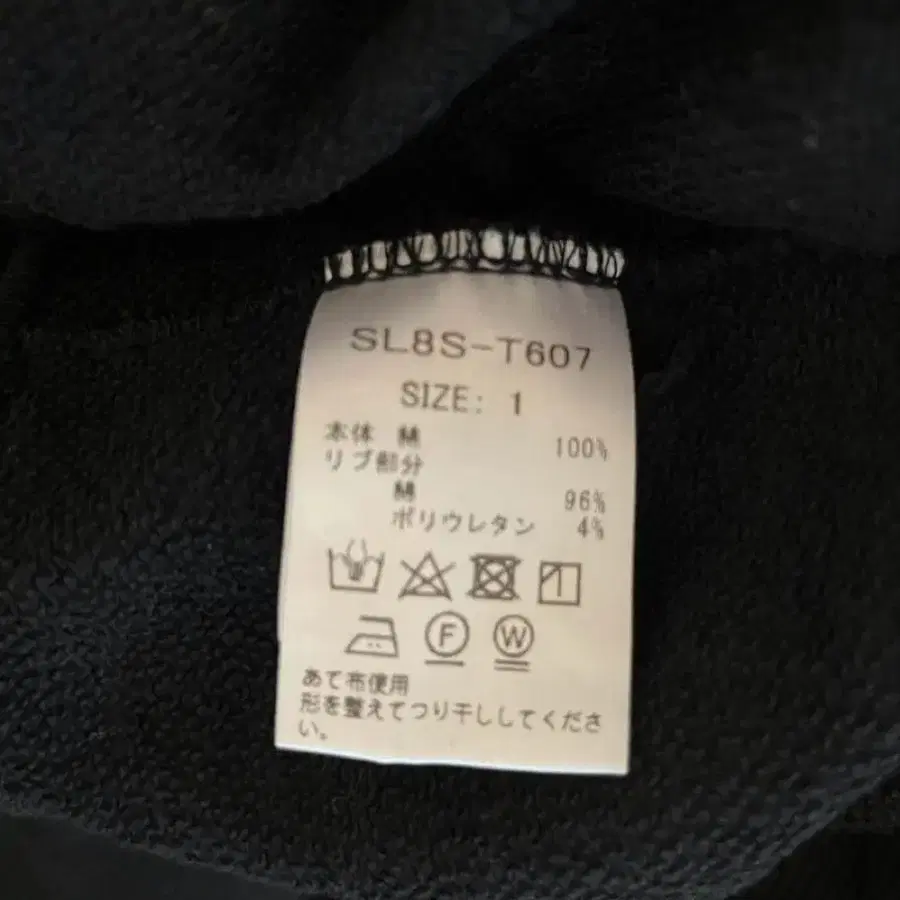 SL8S-T607
SIZE: 1
本体 綿 100%
リブ部分
綿 96%
ポリウレタン 4%
F W
あて布使用
形を整えてつり干ししてくださ
い。